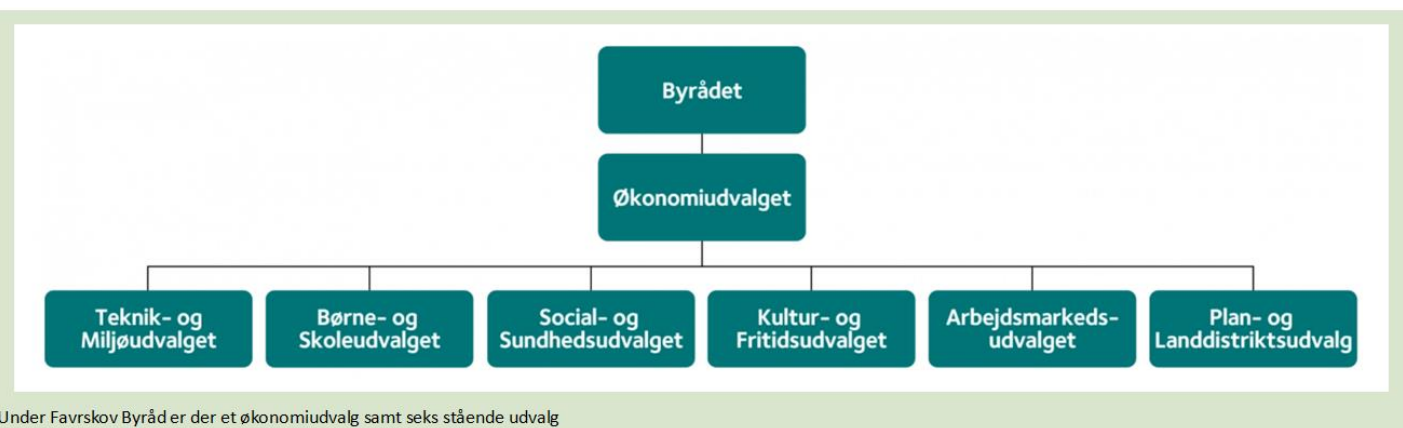 Byrådet
Økonomiudvalget
Teknik- og
Miljøudvalget
Børne- og
Skoleudvalget
Social- og
Sundhedsudvalget
Kultur- og
Fritidsudvalget
Arbejdsmarkeds-
udvalget
Plan- og
Landdistriktsudvalg
Under Favrskov Byråd er der et økonomiudvalg samt seks stående udvalg